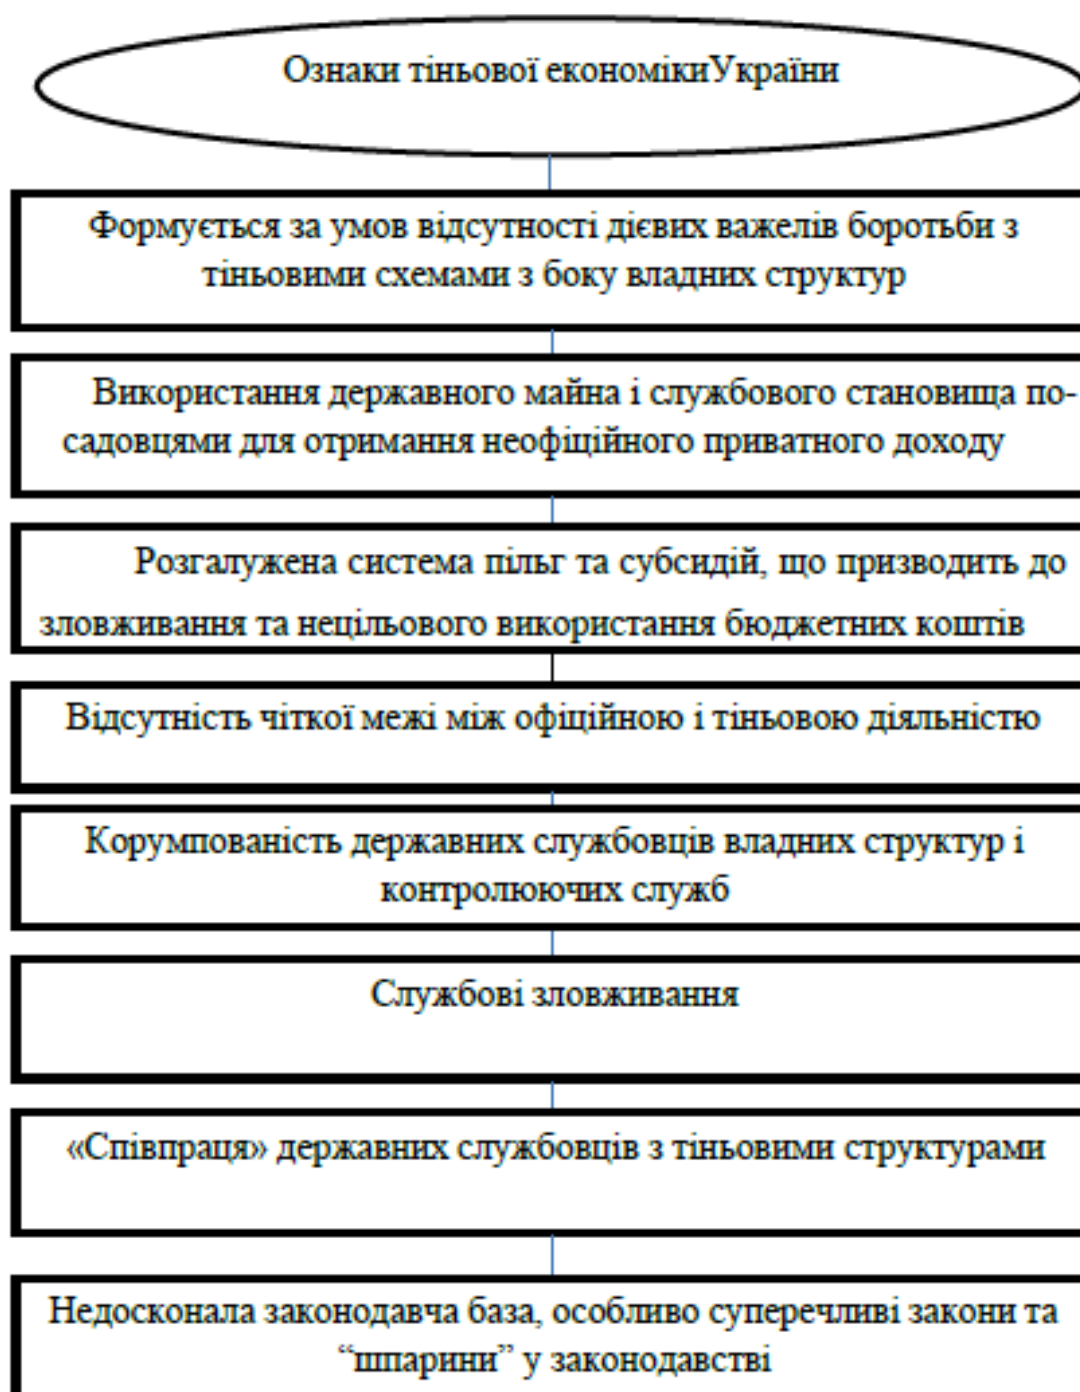 Ознаки тіньової економікиУкраїни
Формується за умов відсутності дієвих важелів боротьби з
тіньовими схемами з боку владних структур
Використання державного майна і службового становища по-
садовцями для отримання неофіційного приватного доходу
Розгалужена система пільг та субсидій, що призводить до
зловживання та нецільового використання бюджетних коштів
Відсутність чіткої межі між офіційною і тіньовою діяльністю
Корумпованість державних службовців владних структур і
контролюючих служб
Службові зловживання
«Співпраця» державних службовців з тіньовими структурами
Недосконала законодавча база, особливо суперечливі закони та
“шпарини” у законодавстві